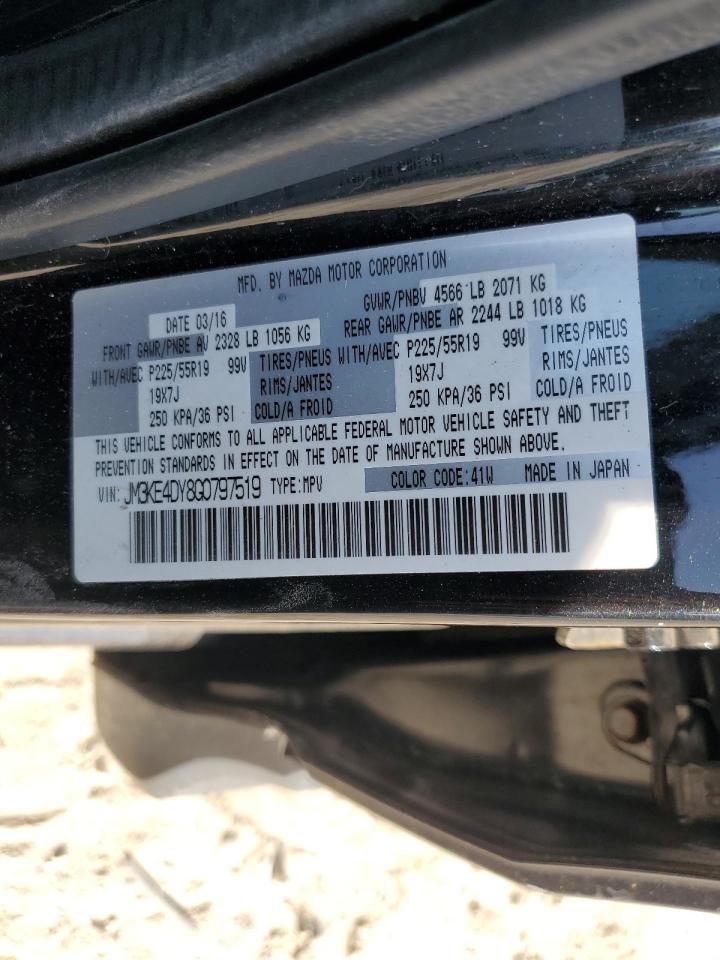 MFD. BY MAZDA MOTOR CORPORATION
DATE 03/16 GVWR/PNBV 4566 LB 2071 KG
FRONT GAWR/PNBE AV 2328 LB 1056 KG REAR GAWR/PNBE AR 2244 LB 1018 KG
WITH/AVEC P225/55R19 99V TIRES/PNEUS WITH/AVEC P225/55R19 99V TIRES/PNEUS
19X7J RIMS/JANTES 19X7J RIMS/JANTES
250 KPA/36 PSI COLD/A FROID 250 KPA/36 PSI COLD/A FROID
THIS VEHICLE CONFORMS TO ALL APPLICABLE FEDERAL MOTOR VEHICLE SAFETY AND THEFT
PREVENTION STANDARDS IN EFFECT ON THE DATE OF MANUFACTURE SHOWN ABOVE.
VIN: JM3KE4DY8G0797519 TYPE:MPV COLOR CODE:41W MADE IN JAPAN